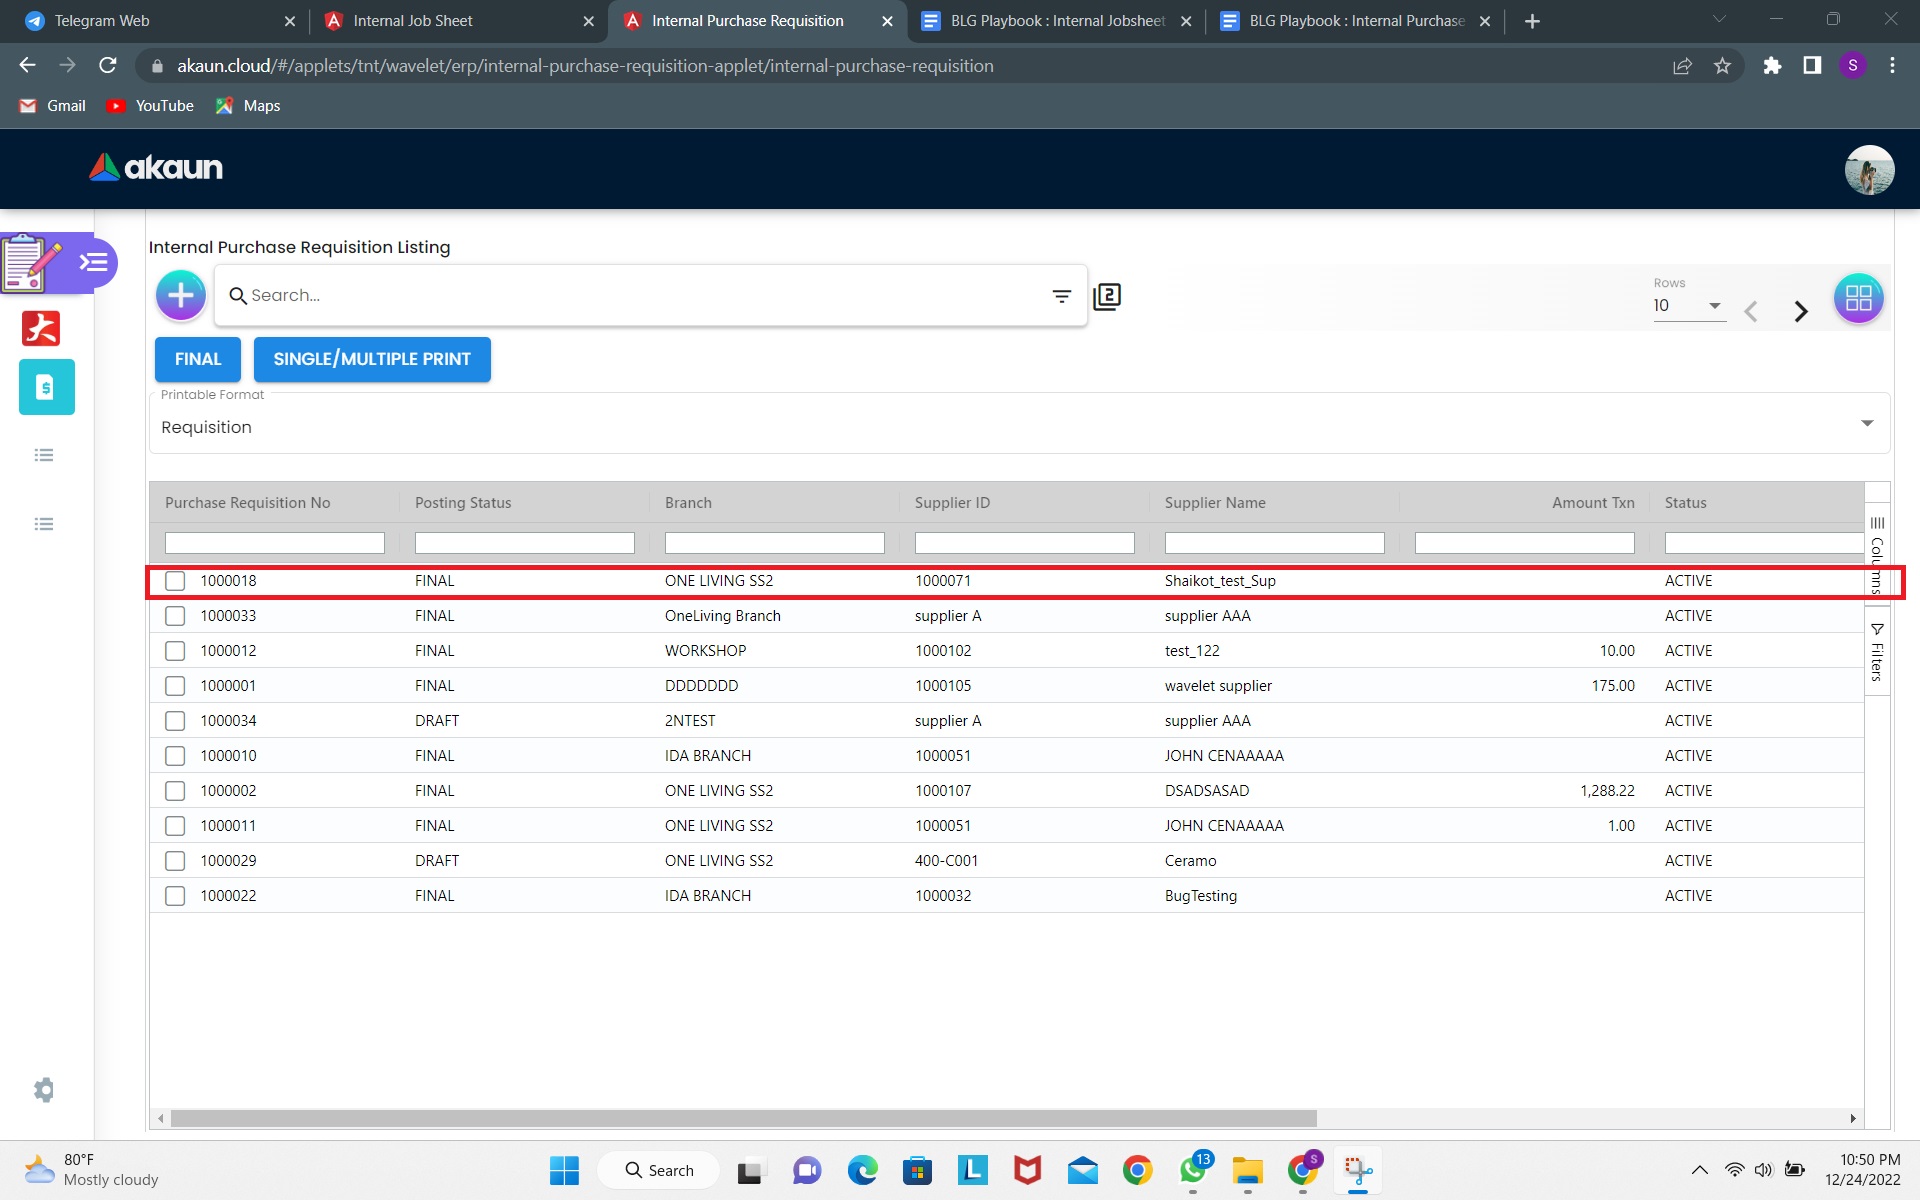 Telegram Web
Internal Job Sheet
Internal Purchase Requisition
BLG Playbook : Internal Jobsheet
BLG Playbook : Internal Purchase
akaun.cloud/#/applets/tnt/wavelet/erp/internal-purchase-requisition-applet/internal-purchase-requisition
S
Gmail YouTube Maps
akaun
Internal Purchase Requisition Listing
Search...
2
Rows
10
FINAL SINGLE/MULTIPLE PRINT
Printable Format
Requisition
Purchase Requisition No Posting Status Branch Supplier ID Supplier Name Amount Txn Status
Columns
Filters
1000018 FINAL ONE LIVING SS2 1000071 Shaikot_test_Sup ACTIVE
1000033 FINAL OneLiving Branch supplier A supplier AAA ACTIVE
1000012 FINAL WORKSHOP 1000102 test_122 10.00 ACTIVE
1000001 FINAL DDDDDDD 1000105 wavelet supplier 175.00 ACTIVE
1000034 DRAFT 2NTEST supplier A supplier AAA ACTIVE
1000010 FINAL IDA BRANCH 1000051 JOHN CENAAAAA ACTIVE
1000002 FINAL ONE LIVING SS2 1000107 DSADSASAD 1,288.22 ACTIVE
1000011 FINAL ONE LIVING SS2 1000051 JOHN CENAAAAA 1.00 ACTIVE
1000029 DRAFT ONE LIVING SS2 400-C001 Ceramo ACTIVE
1000022 FINAL IDA BRANCH 1000032 BugTesting ACTIVE
80°F
Mostly cloudy
Search
L
13
S
10:50 PM
12/24/2022